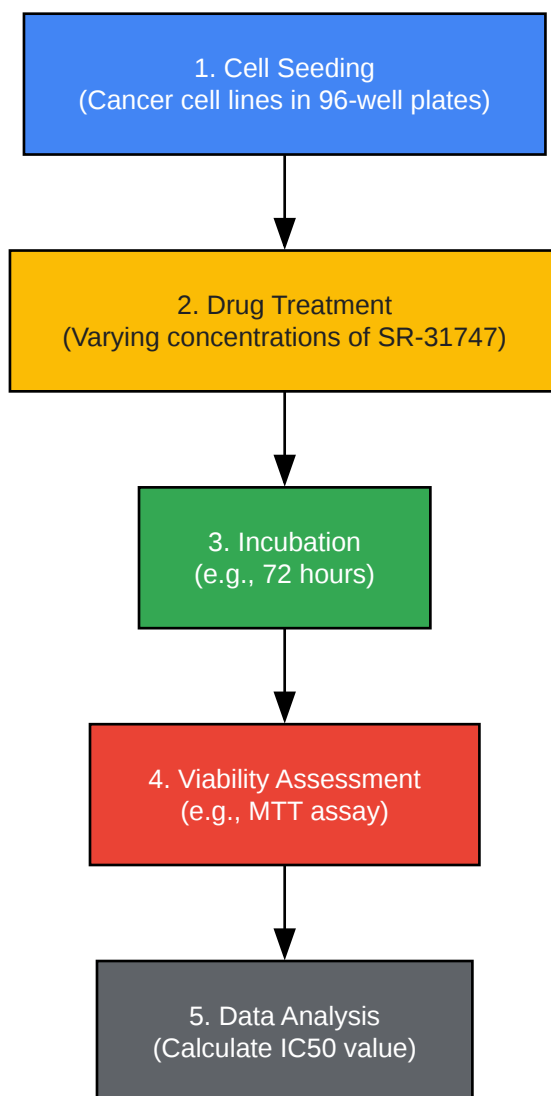 1. Cell Seeding
(Cancer cell lines in 96-well plates)
2. Drug Treatment
(Varying concentrations of SR-31747)
3. Incubation
(e.g., 72 hours)
4. Viability Assessment
(e.g., MTT assay)
5. Data Analysis
(Calculate IC50 value)